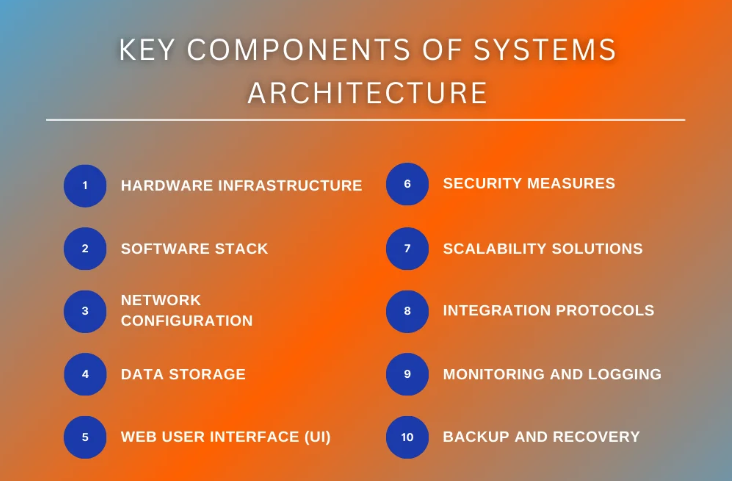 KEY COMPONENTS OF SYSTEMS
ARCHITECTURE
1 HARDWARE INFRASTRUCTURE
2 SOFTWARE STACK
3 NETWORK
CONFIGURATION
4 DATA STORAGE
5 WEB USER INTERFACE (UI)
6 SECURITY MEASURES
7 SCALABILITY SOLUTIONS
8 INTEGRATION PROTOCOLS
9 MONITORING AND LOGGING
10 BACKUP AND RECOVERY